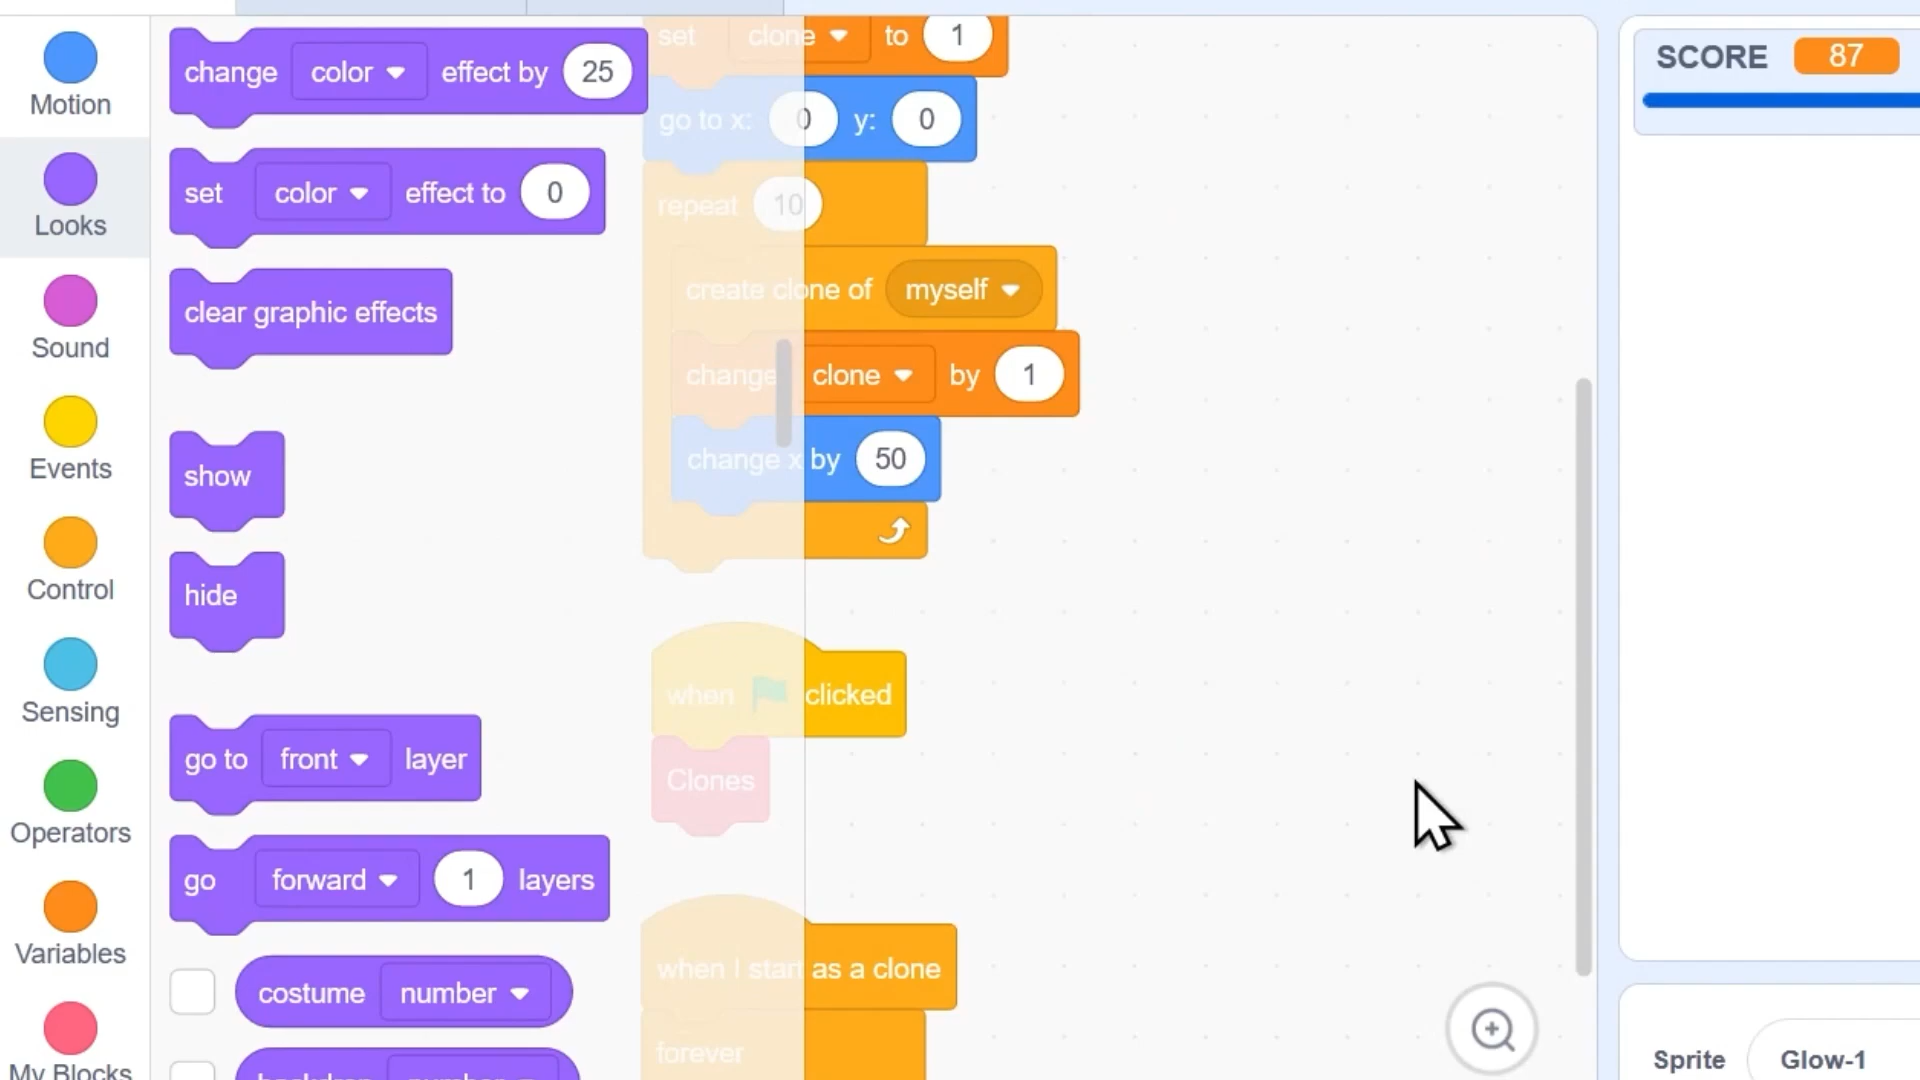 Motion
Looks
Sound
Events
Control
Sensing
Operators
Variables
My Blocks
change color effect by 25
set color effect to 0
clear graphic effects
show
hide
go to front layer
go forward 1 layers
costume number
backdrop number
set clone to 1
go to x: 0 y: 0
repeat 10
create clone of myself
change clone by 1
change x by 50
when clicked
Clones
when I start as a clone
forever
SCORE 87
Sprite Glow-1